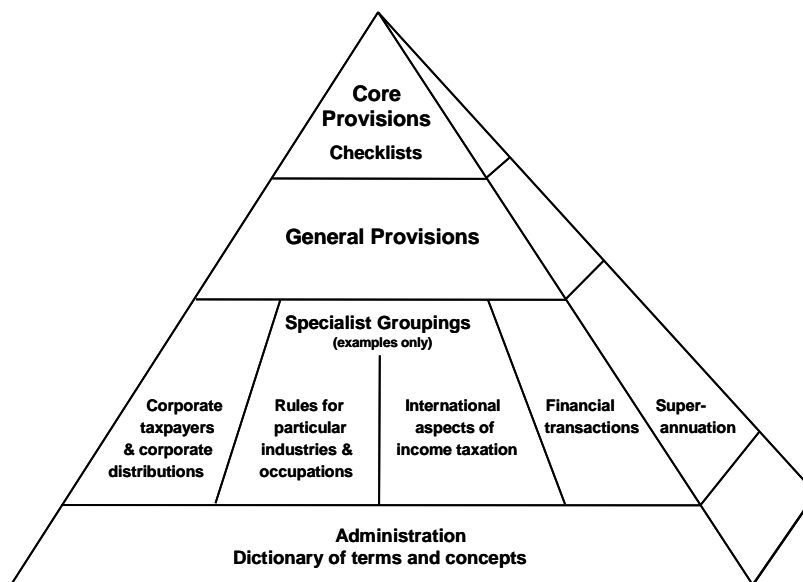 Core
Provisions
Checklists
General Provisions
Specialist Groupings
(examples only)
Corporate
taxpayers
& corporate
distributions
Rules for
particular
industries &
occupations
International
aspects of
income taxation
Financial
transactions
Super-
annuation
Administration
Dictionary of terms and concepts